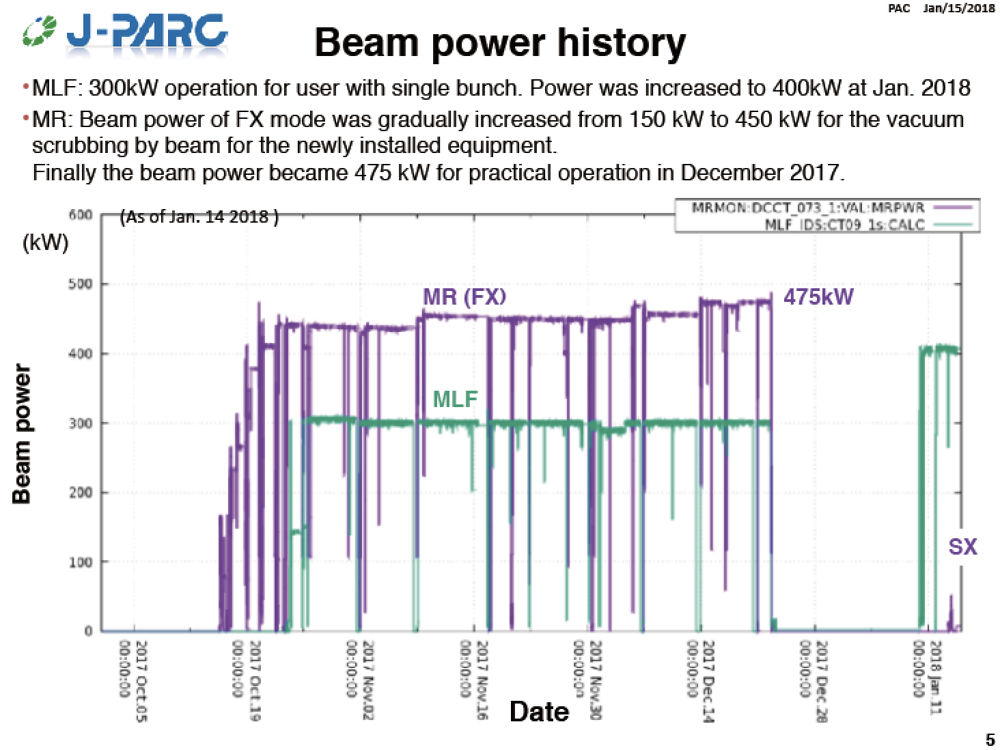 PAC Jan/15/2018
J-PARC
Beam power history
•MLF: 300kW operation for user with single bunch. Power was increased to 400kW at Jan. 2018
•MR: Beam power of FX mode was gradually increased from 150 kW to 450 kW for the vacuum
scrubbing by beam for the newly installed equipment.
Finally the beam power became 475 kW for practical operation in December 2017.
(As of Jan. 14 2018 )
MRMON:DCCT_073_1:VAL:MRPWR
MLF_IDS:CT09_1s:CALC
(kW)
600
500
400
300
200
100
0
Beam power
MR (FX)
475kW
MLF
SX
2017 Oct.05
00:00:00
2017 Oct.19
00:00:00
2017 Nov.02
00:00:00
2017 Nov.16
00:00:00
2017 Nov.30
00:00:00
2017 Dec.14
00:00:00
2017 Dec.28
00:00:00
2018 Jan.11
00:00:00
Date
5